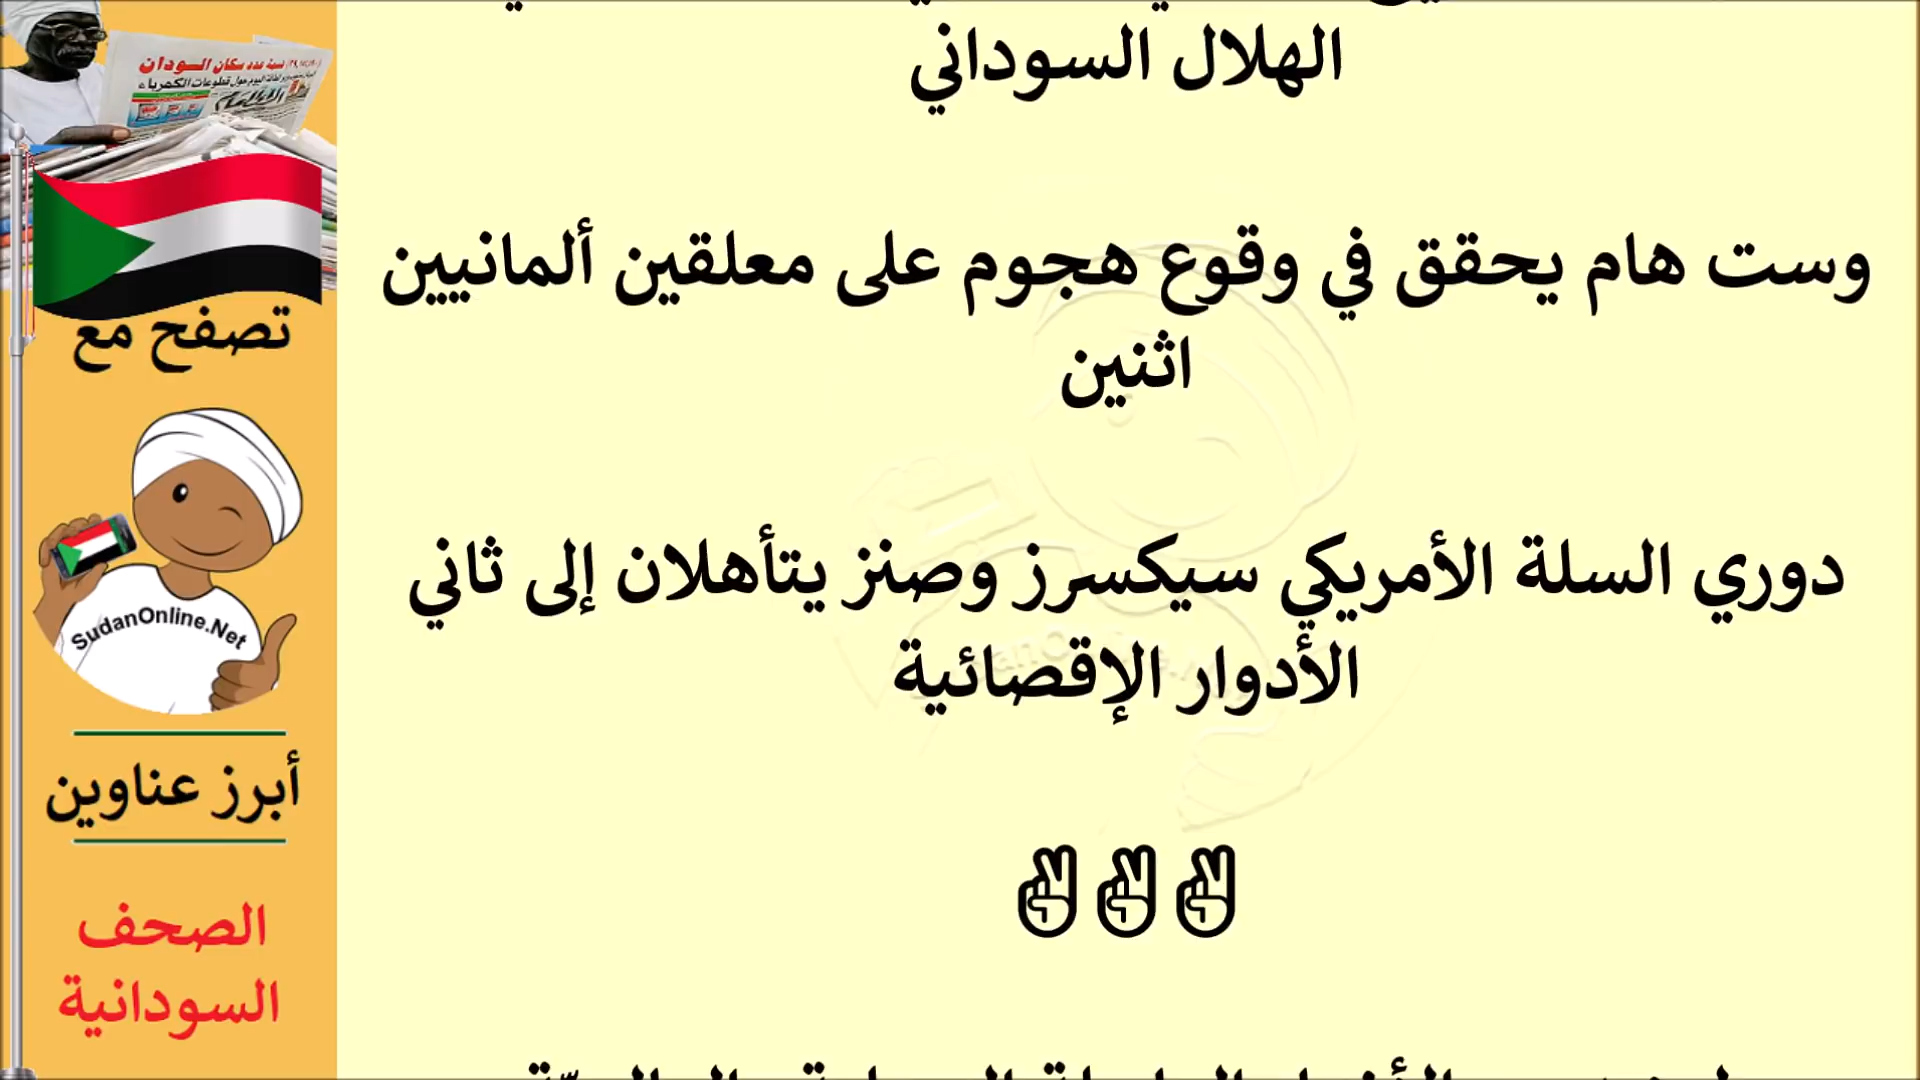 الهلال السوداني
وست هام يحقق في وقوع هجوم على معلقين ألمانيين
اثنين
دوري السلة الأمريكي سيكسرز وصنز يتأهلان إلى ثاني
الأدوار الإقصائية
تصفح مع
SudanOnline.Net
أبرز عناوين
الصحف
السودانية